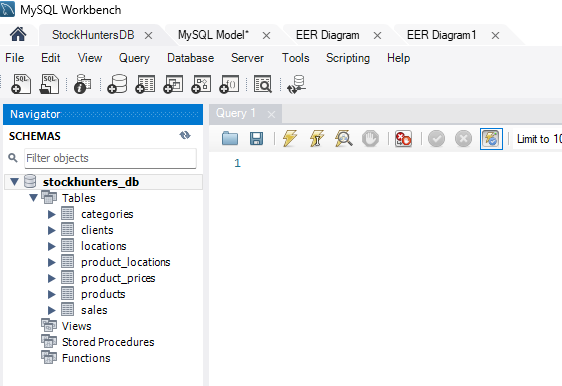 MySQL Workbench
StockHuntersDB MySQL Model* EER Diagram EER Diagram1
File Edit View Query Database Server Tools Scripting Help
SQL SQL
Navigator
Query 1
SCHEMAS
Filter objects
Limit to 10
1
stockhunters_db
Tables
categories
clients
locations
product_locations
product_prices
products
sales
Views
Stored Procedures
Functions